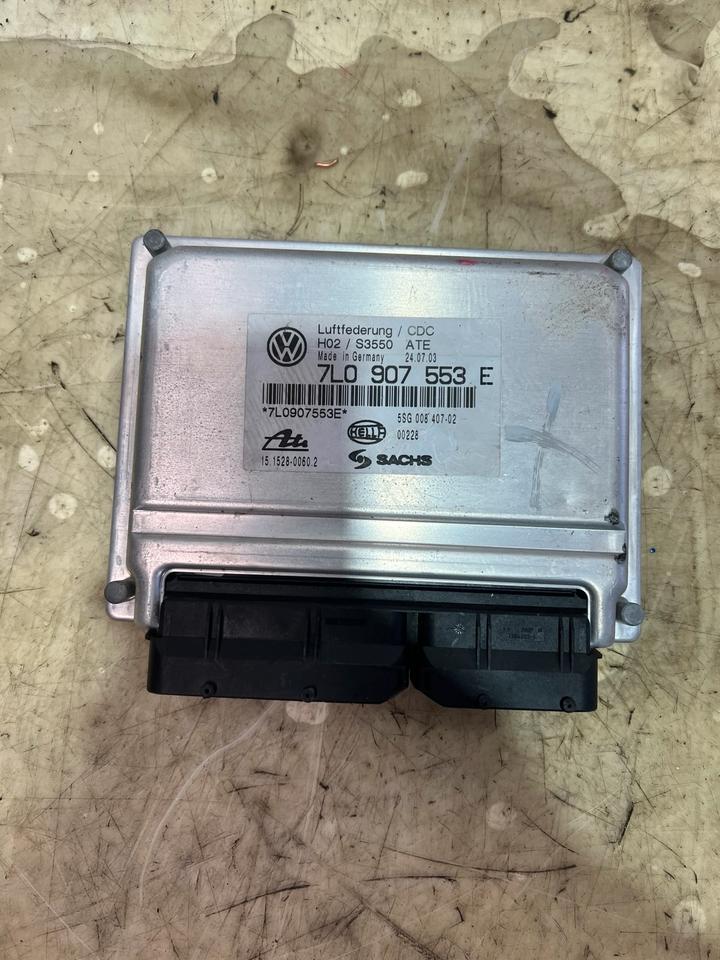 Luftfederung / CDC
H02 / S3550 ATE
Made in Germany 24.07.03
7L0 907 553 E
*7L0907553E*
5SG 008 407-02
HELLA
00228
Ate
15.1528-0060.2
SACHS